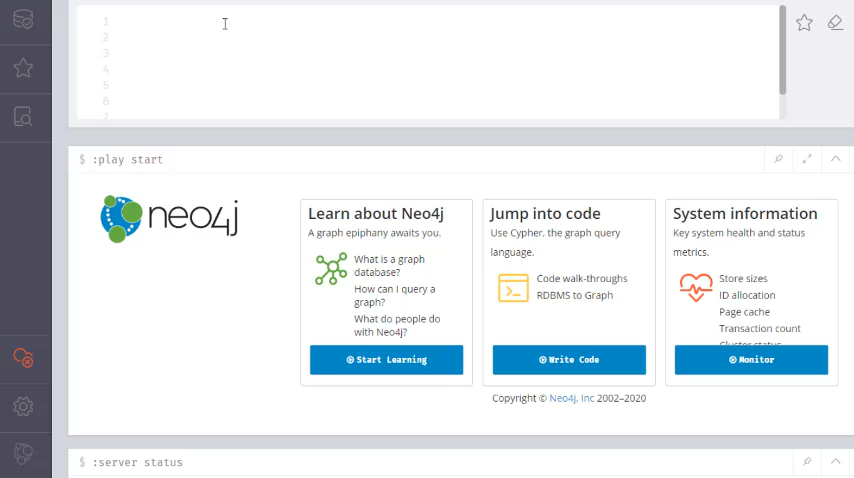 1
2
3
4
5
6
7
$ :play start
neo4j
Learn about Neo4j
A graph epiphany awaits you.
What is a graph
database?
How can I query a
graph?
What do people do
with Neo4j?
Start Learning
Jump into code
Use Cypher, the graph query
language.
Code walk-throughs
RDBMS to Graph
Write Code
System information
Key system health and status
metrics.
Store sizes
ID allocation
Page cache
Transaction count
Cluster status
Monitor
Copyright © Neo4j, Inc 2002–2020
$ :server status